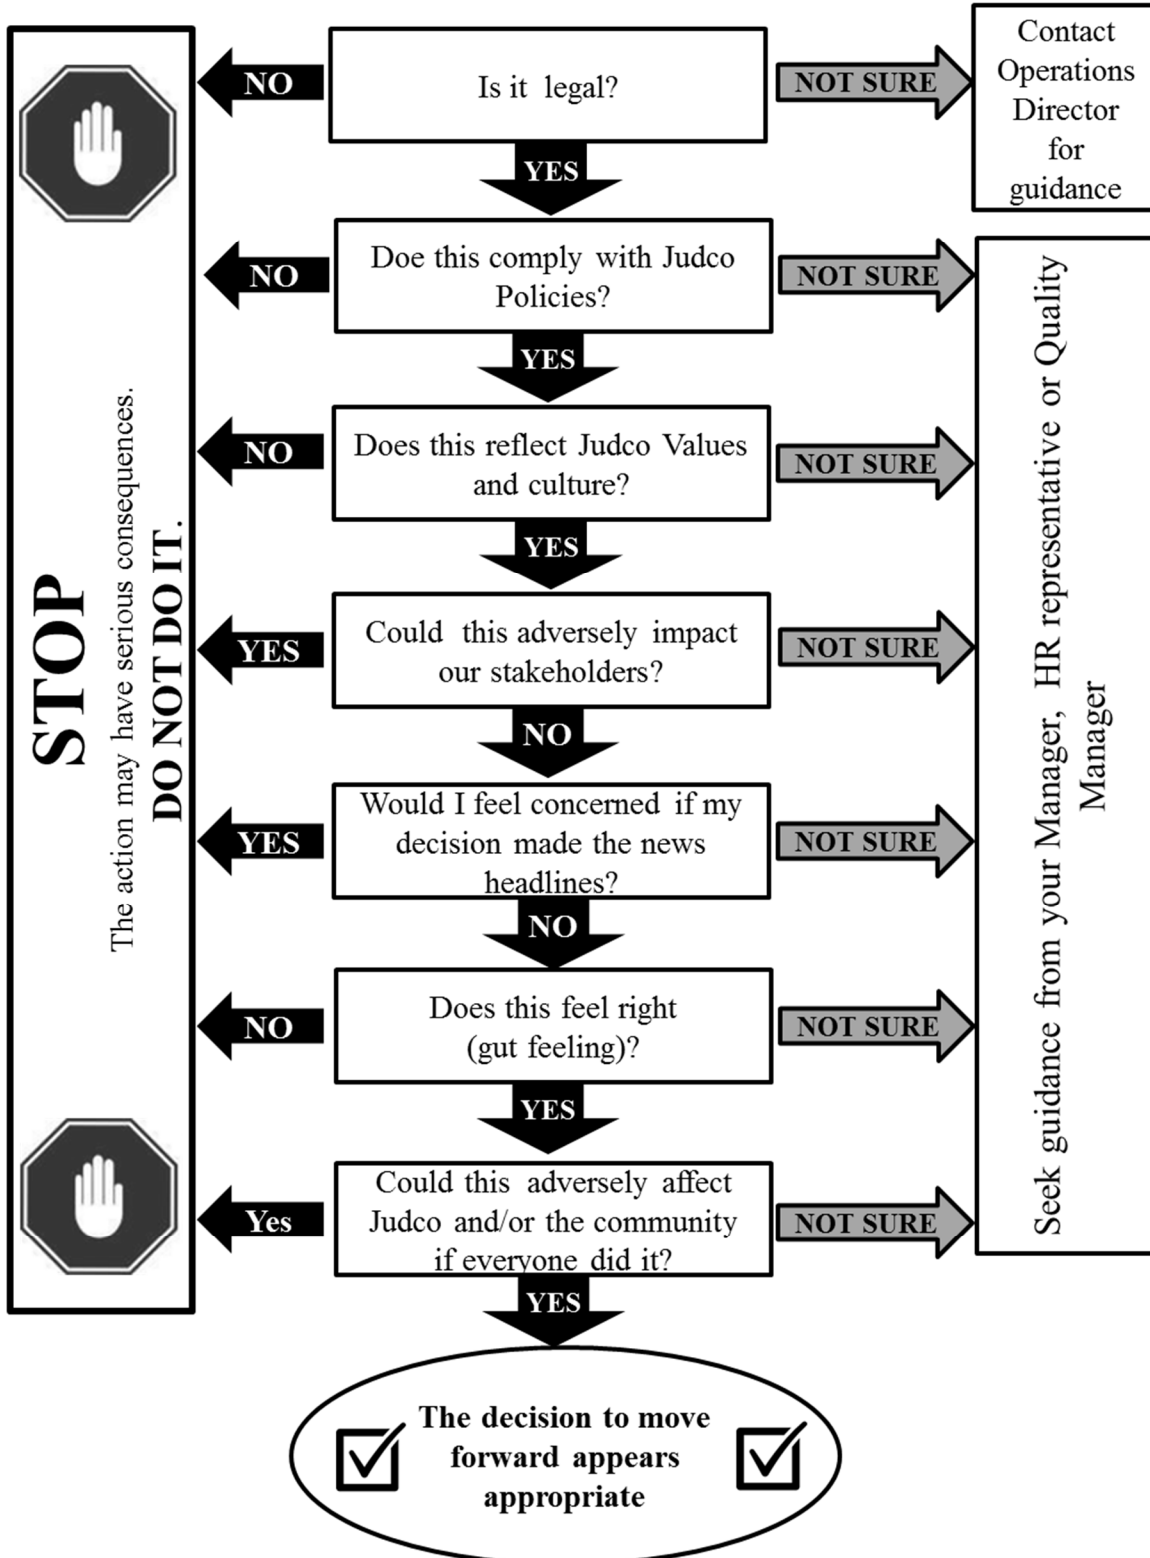 NO
Is it legal?
NOT SURE
Contact
Operations
Director
for
guidance
YES
NO
Doe this comply with Judco
Policies?
NOT SURE
YES
NO
Does this reflect Judco Values
and culture?
NOT SURE
YES
YES
Could this adversely impact
our stakeholders?
NOT SURE
NO
YES
Would I feel concerned if my
decision made the news
headlines?
NOT SURE
NO
NO
Does this feel right
(gut feeling)?
NOT SURE
YES
Yes
Could this adversely affect
Judco and/or the community
if everyone did it?
NOT SURE
YES
The decision to move
forward appears
appropriate
STOP
The action may have serious consequences.
DO NOT DO IT.
Seek guidance from your Manager, HR representative or Quality
Manager